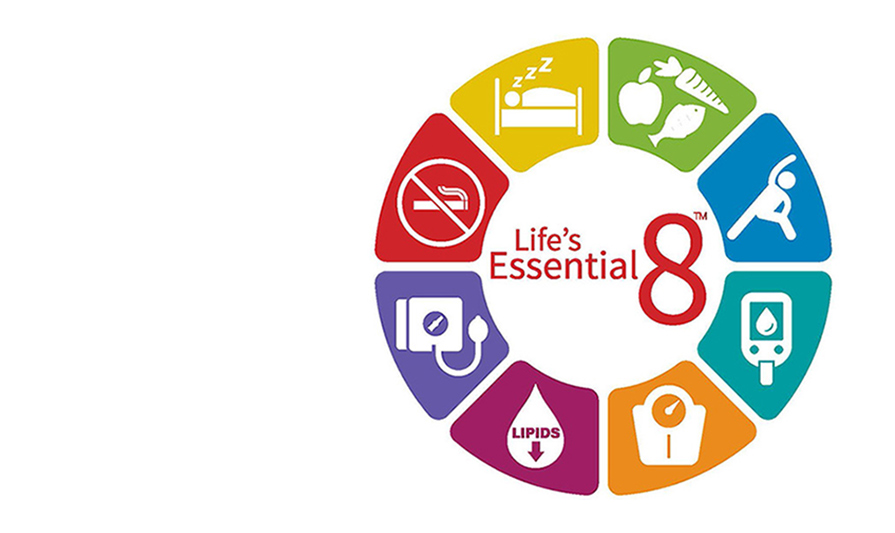 z z z
Life's
Essential 8™
LIPIDS